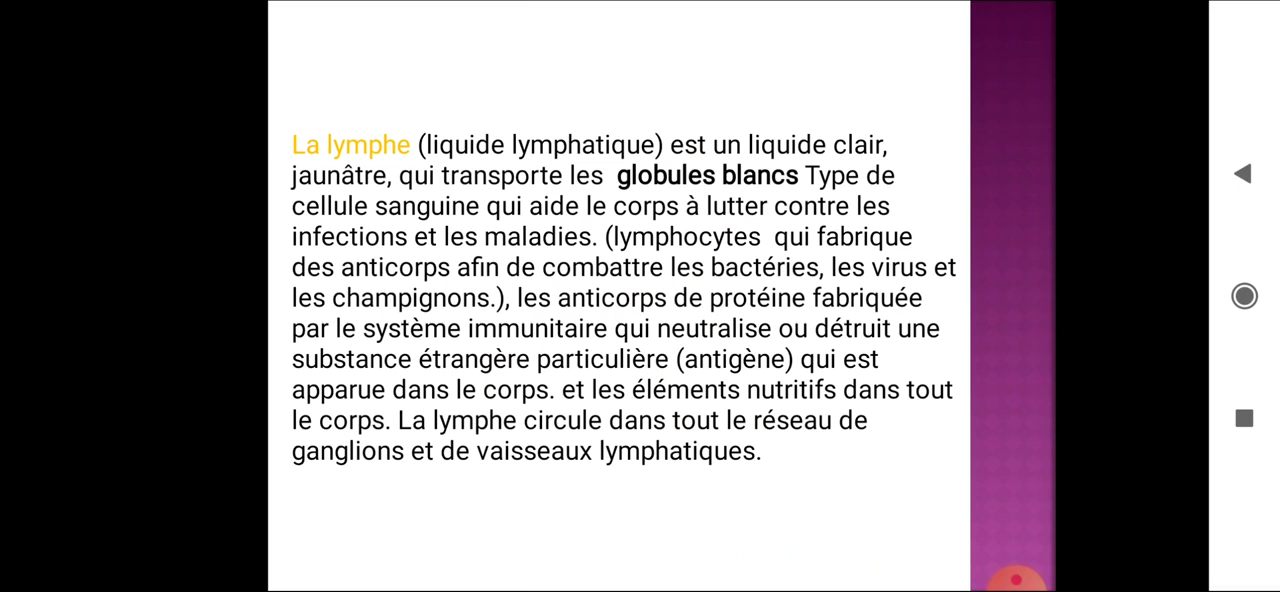 La lymphe (liquide lymphatique) est un liquide clair,
jaunâtre, qui transporte les globules blancs Type de
cellule sanguine qui aide le corps à lutter contre les
infections et les maladies. (lymphocytes qui fabrique
des anticorps afin de combattre les bactéries, les virus et
les champignons.), les anticorps de protéine fabriquée
par le système immunitaire qui neutralise ou détruit une
substance étrangère particulière (antigène) qui est
apparue dans le corps. et les éléments nutritifs dans tout
le corps. La lymphe circule dans tout le réseau de
ganglions et de vaisseaux lymphatiques.